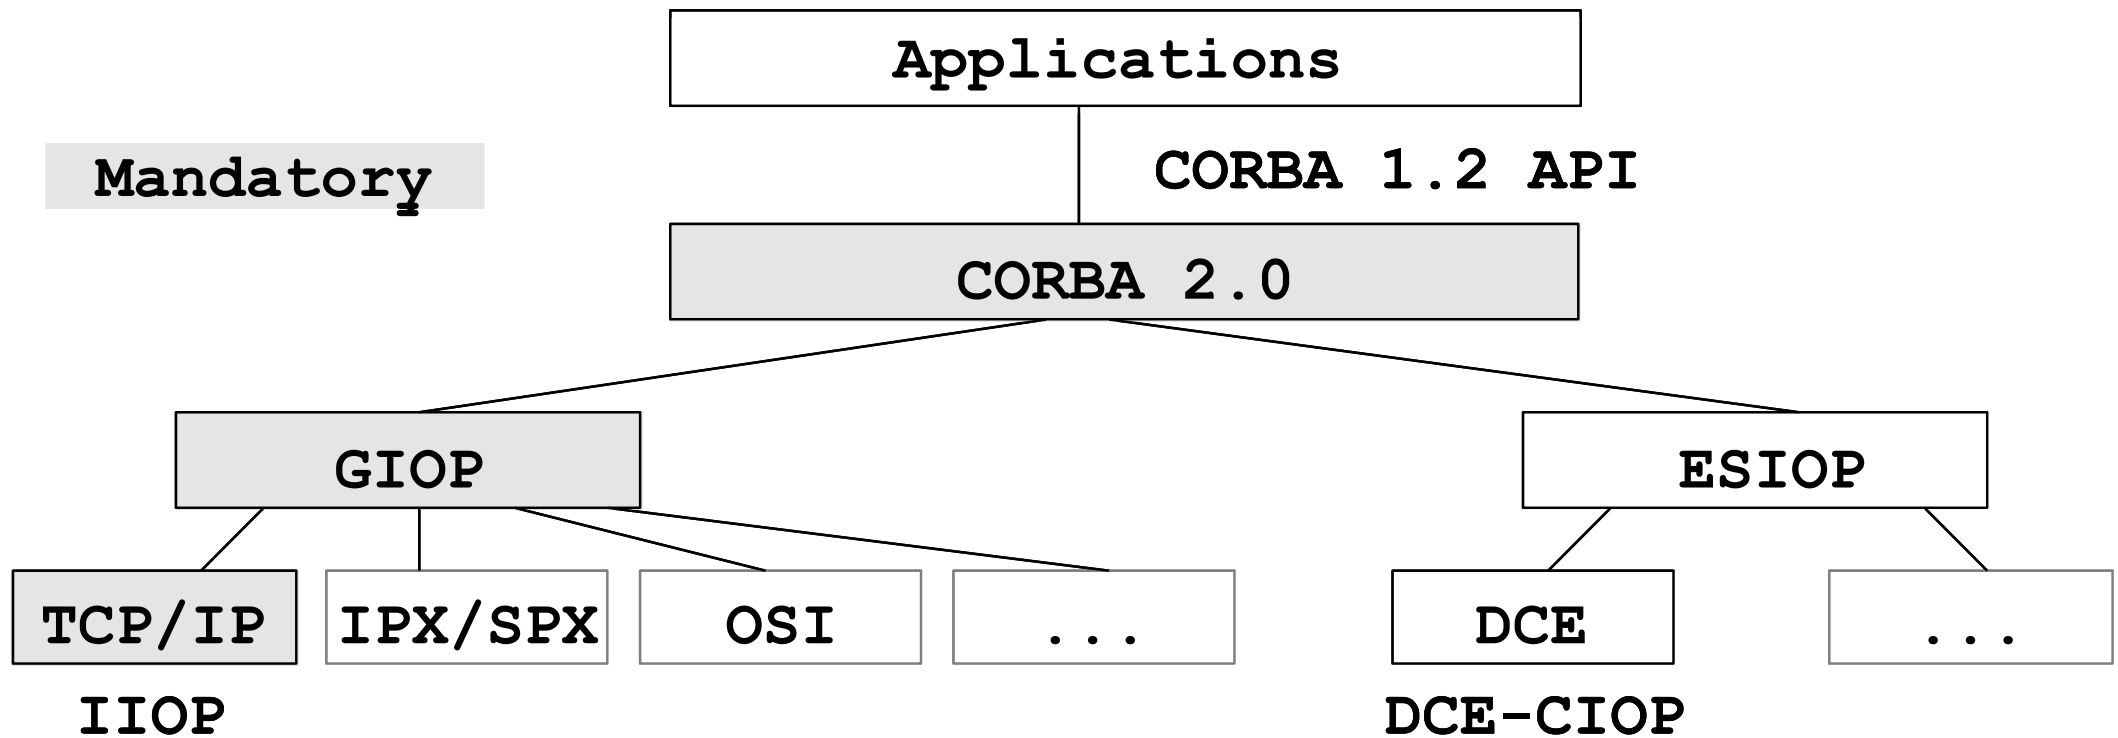 Applications
Mandatory
CORBA 1.2 API
CORBA 2.0
GIOP
ESIOP
TCP/IP
IPX/SPX
OSI
...
DCE
...
IIOP
DCE-CIOP